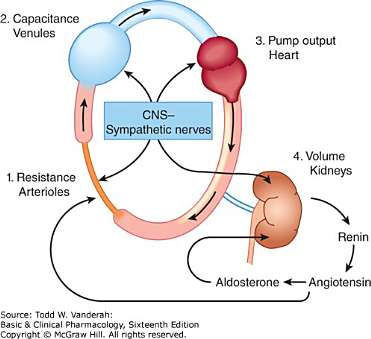 2. Capacitance
Venules
3. Pump output
Heart
CNS–
Sympathetic nerves
1. Resistance
Arterioles
4. Volume
Kidneys
Renin
Aldosterone
Angiotensin
Source: Todd W. Vanderah:
Basic & Clinical Pharmacology, Sixteenth Edition
Copyright © McGraw Hill. All rights reserved.